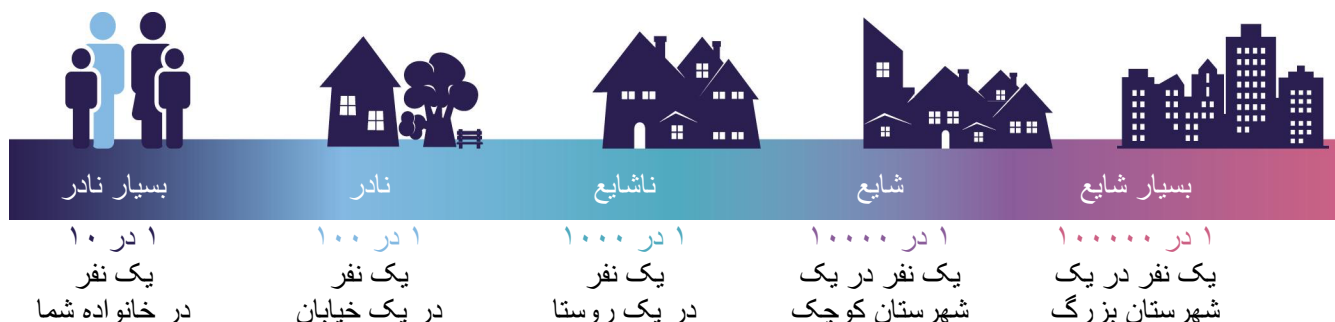 بسیار شایع
۱ در ۱۰۰۰۰۰
یک نفر در یک
شهرستان بزرگ
شایع
۱ در ۱۰۰۰۰
یک نفر در یک
شهرستان کوچک
ناشایع
۱ در ۱۰۰۰
یک نفر
در یک روستا
نادر
۱ در ۱۰۰
یک نفر
در یک خیابان
بسیار نادر
۱ در ۱۰
یک نفر
در خانواده شما